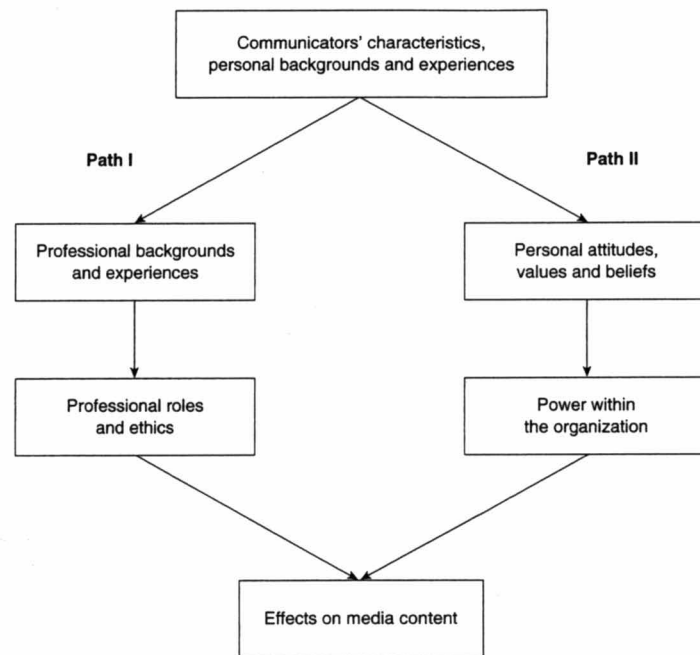 Communicators' characteristics,
personal backgrounds and experiences
Path I
Path II
Professional backgrounds
and experiences
Personal attitudes,
values and beliefs
Professional roles
and ethics
Power within
the organization
Effects on media content